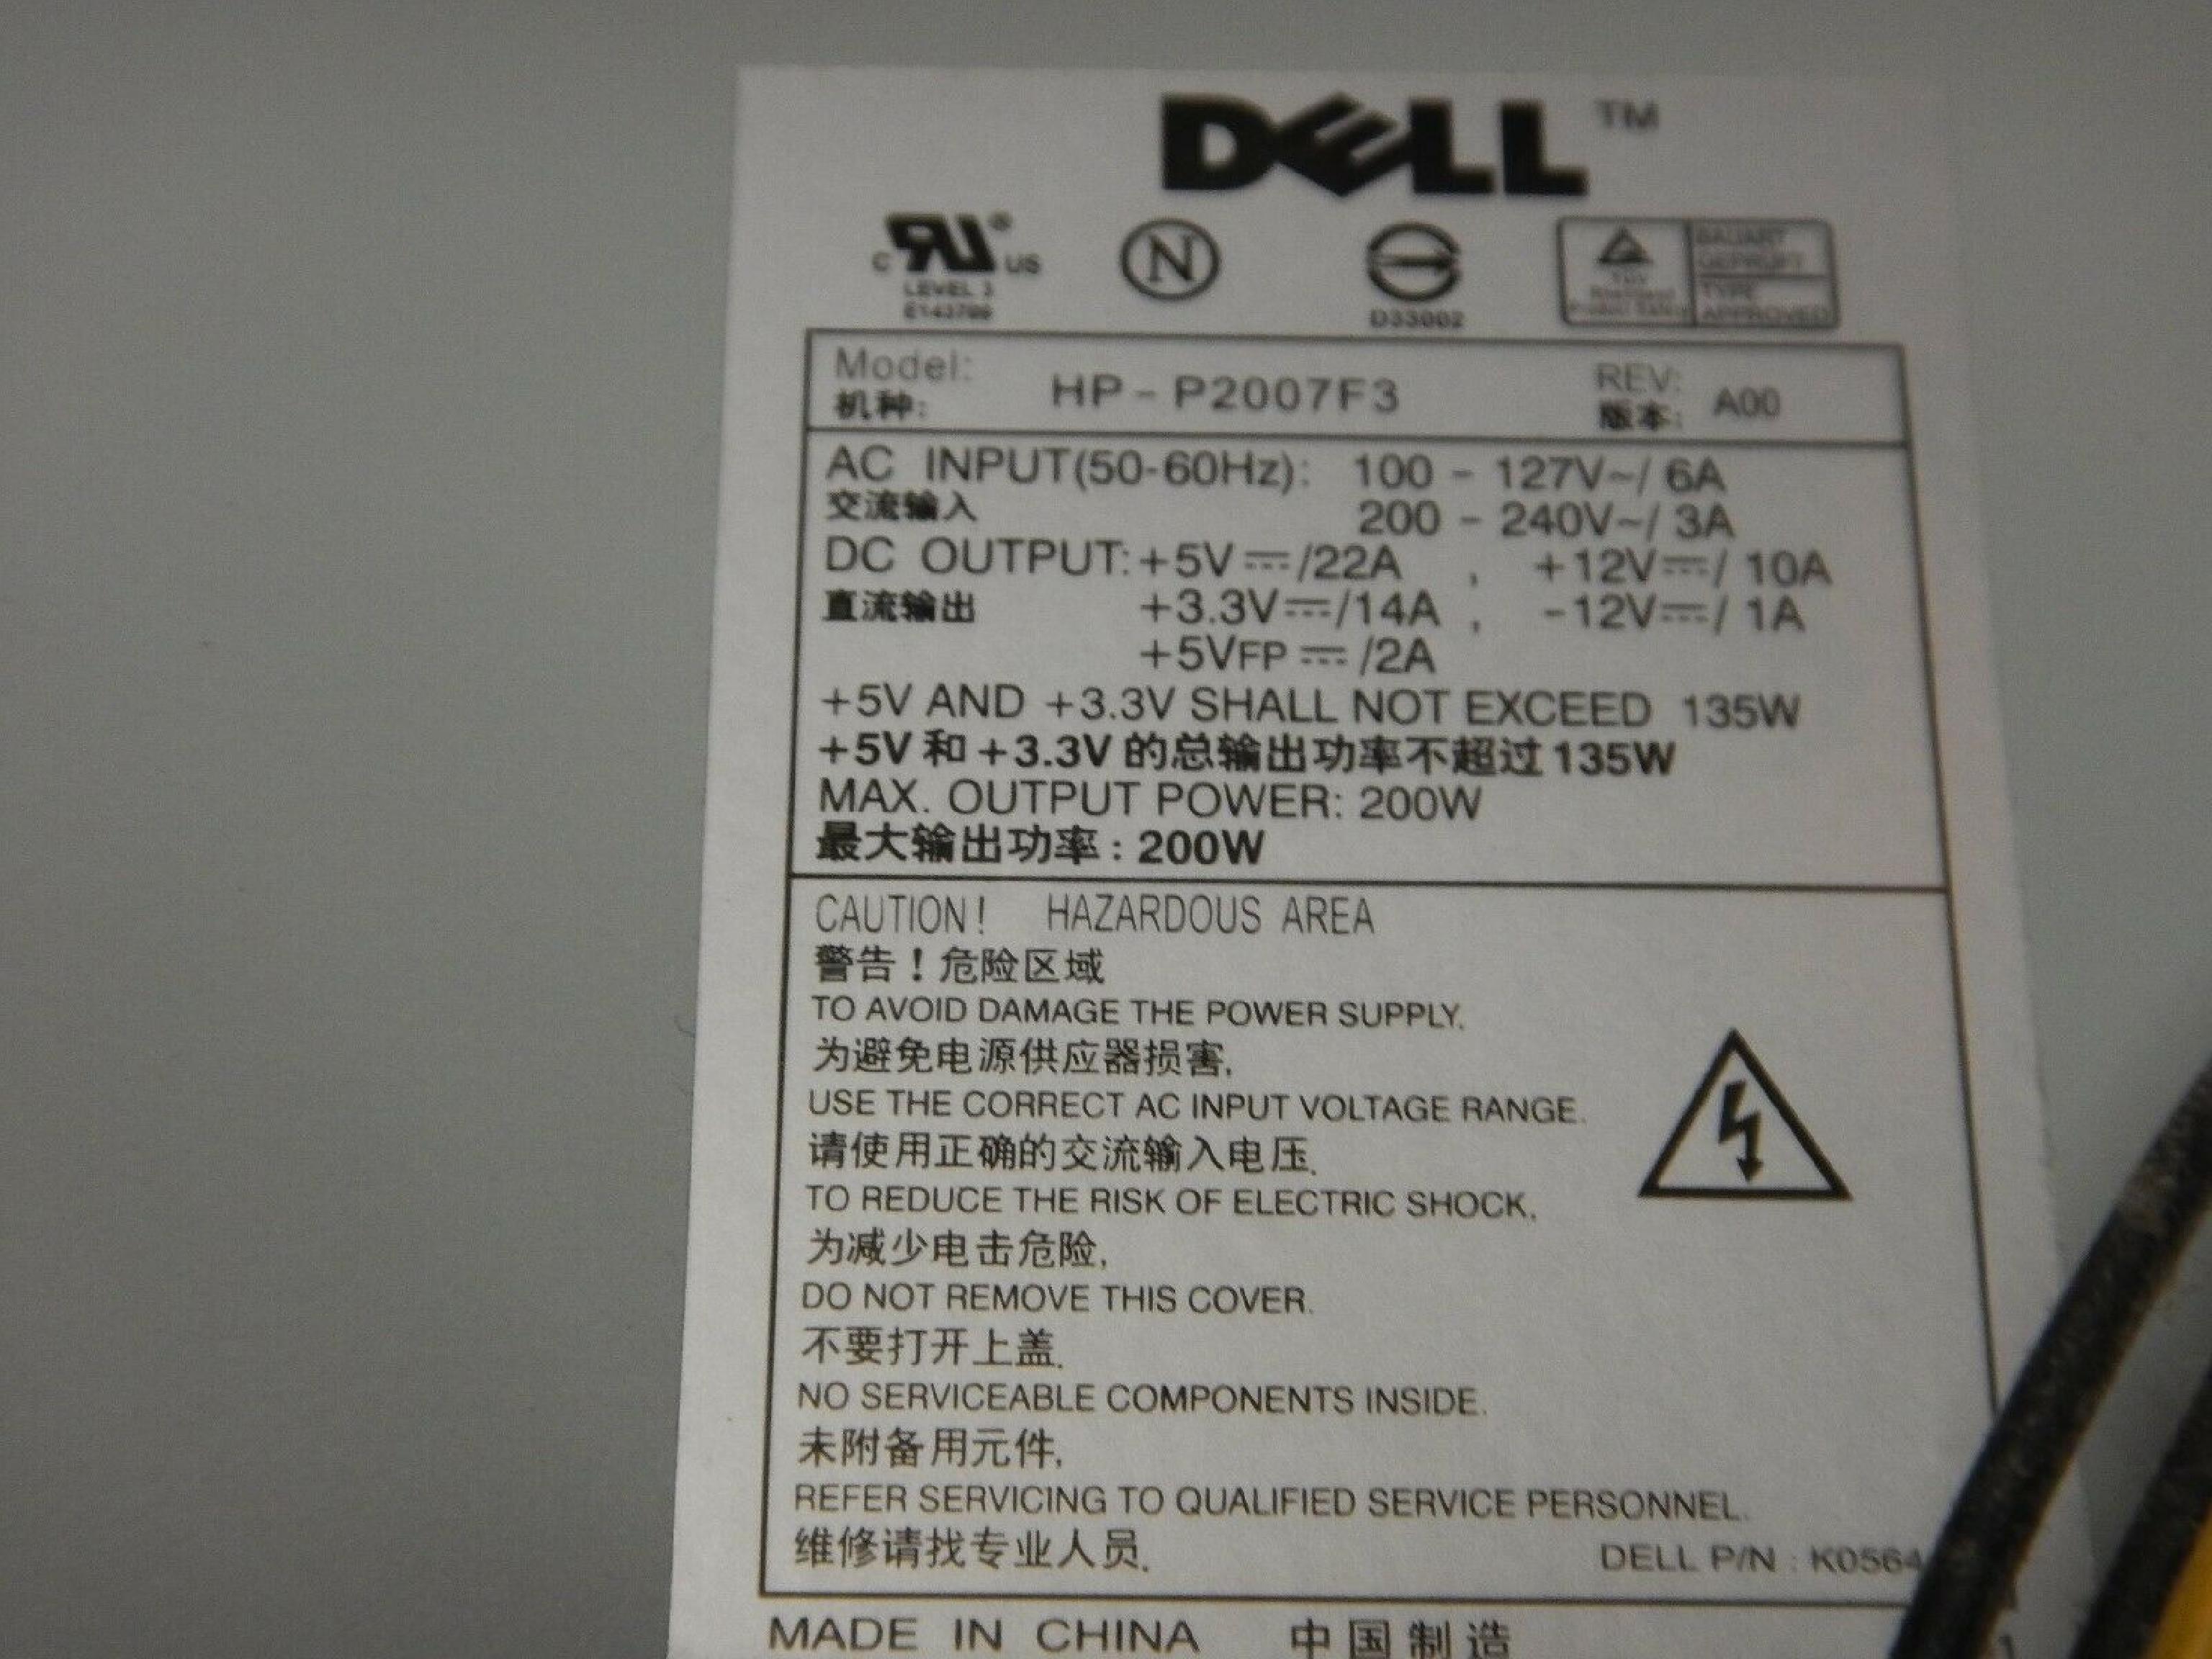 DELL™
c RU® US
LEVEL 3
N
D33002
BAUART
GEPRÜFT
TYPE
APPROVED
Model: HP-P2007F3 REV: A00
机种: 版本:
AC INPUT(50-60Hz): 100 - 127V~/ 6A
交流输入 200 - 240V~/ 3A
DC OUTPUT: +5V⎓/22A , +12V⎓/ 10A
直流输出 +3.3V⎓/14A , -12V⎓/ 1A
+5VFP⎓/2A
+5V AND +3.3V SHALL NOT EXCEED 135W
+5V 和 +3.3V 的总输出功率不超过 135W
MAX. OUTPUT POWER: 200W
最大输出功率: 200W
CAUTION! HAZARDOUS AREA
警告!危险区域
TO AVOID DAMAGE THE POWER SUPPLY.
为避免电源供应器损害,
USE THE CORRECT AC INPUT VOLTAGE RANGE.
请使用正确的交流输入电压.
TO REDUCE THE RISK OF ELECTRIC SHOCK,
为减少电击危险,
DO NOT REMOVE THIS COVER.
不要打开上盖.
NO SERVICEABLE COMPONENTS INSIDE.
未附备用元件,
REFER SERVICING TO QUALIFIED SERVICE PERSONNEL.
维修请找专业人员.
DELL P/N : K0564
MADE IN CHINA 中国制造